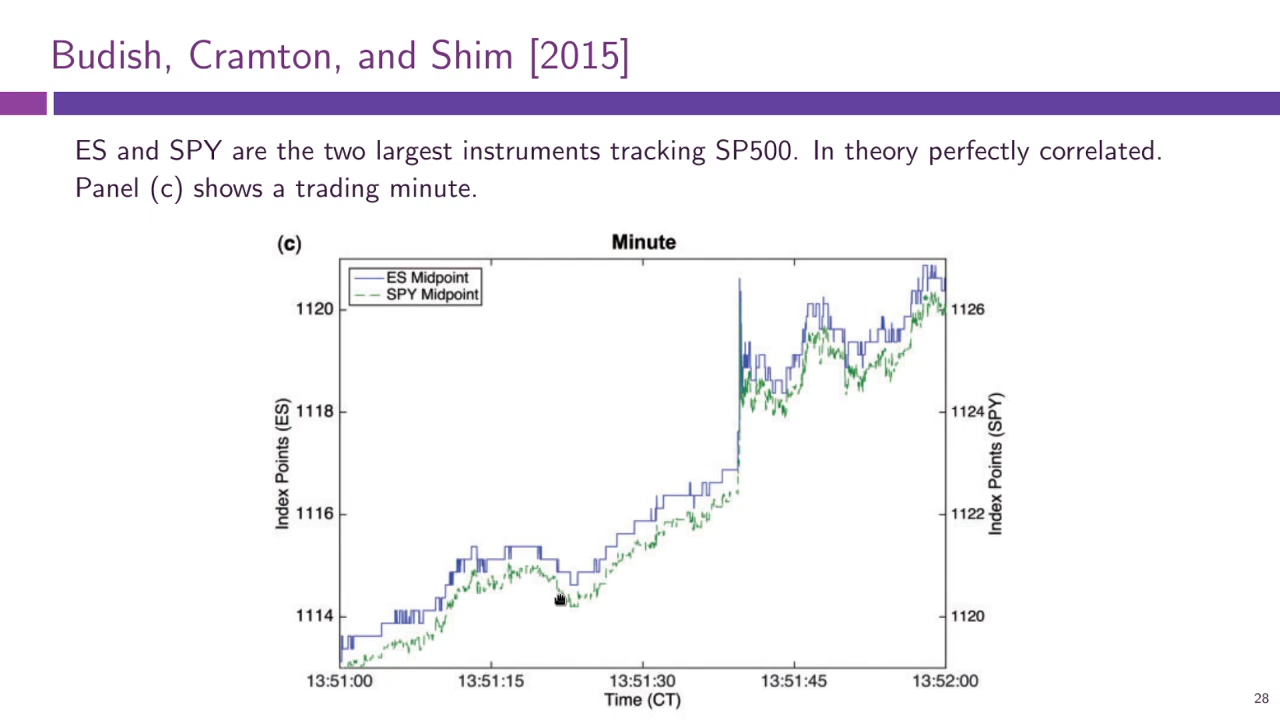 Budish, Cramton, and Shim [2015]
ES and SPY are the two largest instruments tracking SP500. In theory perfectly correlated.
Panel (c) shows a trading minute.
(c)
Minute
ES Midpoint
SPY Midpoint
1120
1118
1116
1114
Index Points (ES)
1126
1124
1122
1120
Index Points (SPY)
13:51:00 13:51:15 13:51:30 13:51:45 13:52:00
Time (CT)
28